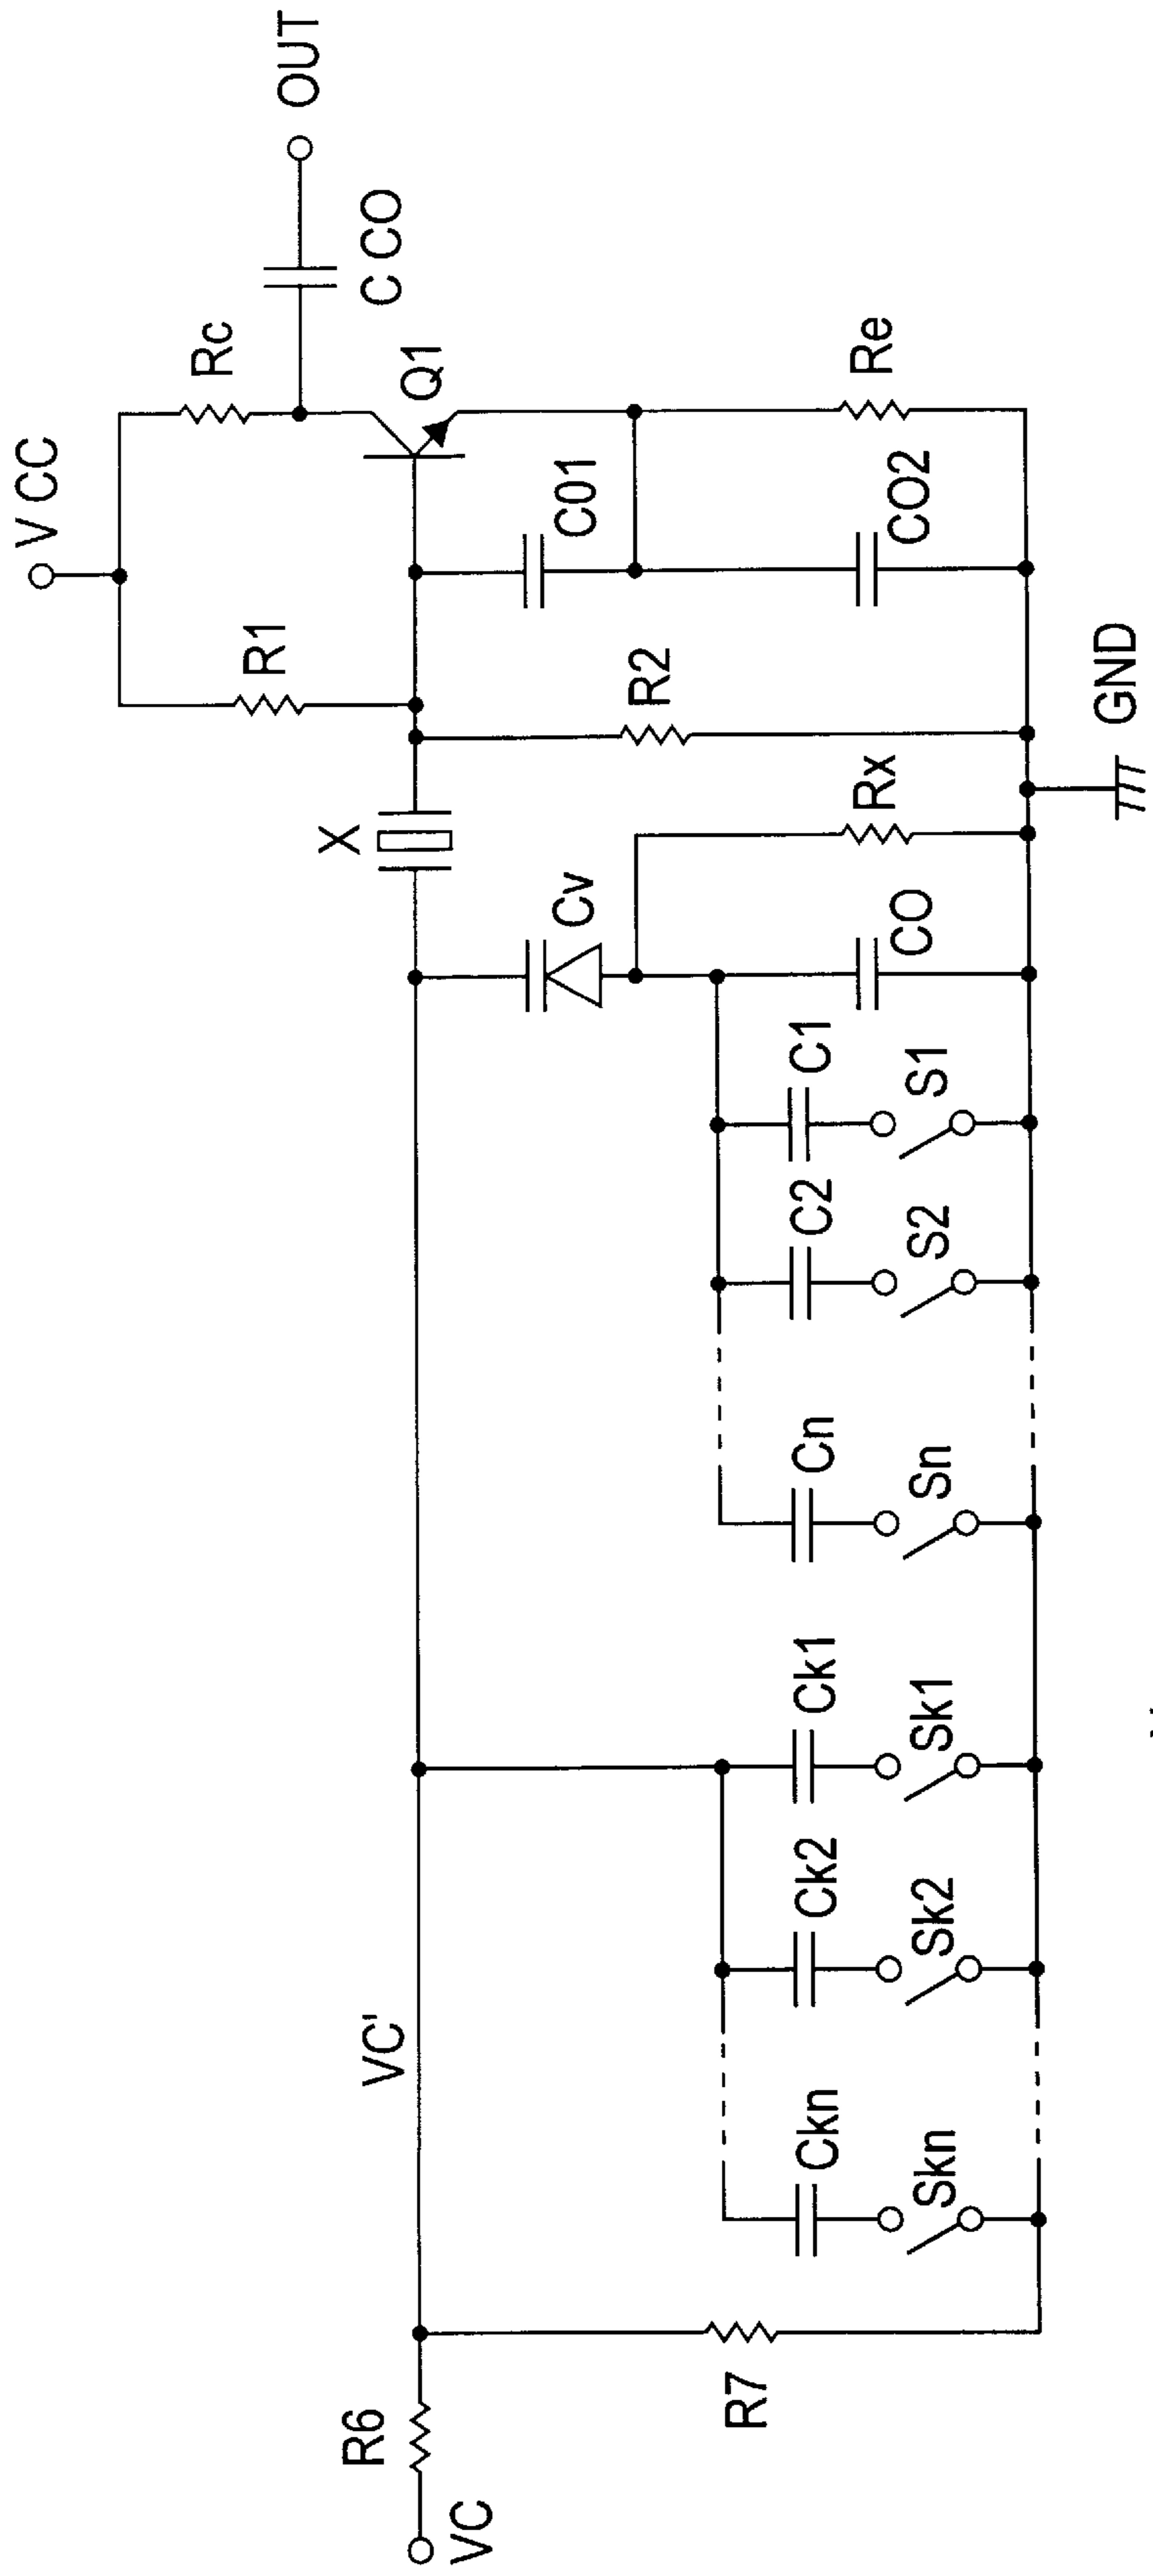 V CC
OUT
Rc
C CO
R1
Q1
X
C01
Re
R2
CO2
Cv
Rx
CO
GND
C1
S1
C2
S2
Cn
Sn
Ck1
Sk1
Ck2
Sk2
Ckn
Skn
VC'
R7
R6
VC